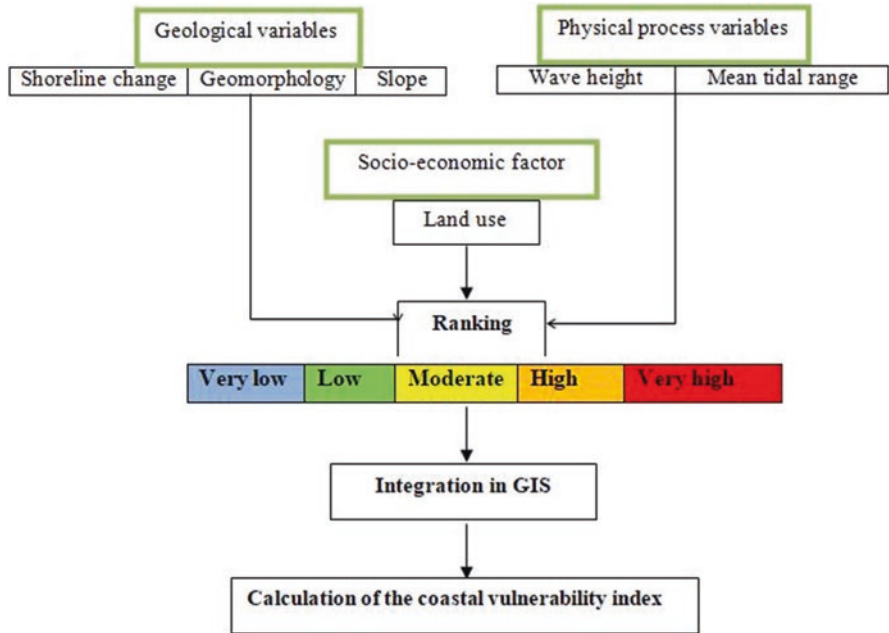 Geological variables
Shoreline change Geomorphology Slope
Physical process variables
Wave height Mean tidal range
Socio-economic factor
Land use
Ranking
Very low Low Moderate High Very high
Integration in GIS
Calculation of the coastal vulnerability index